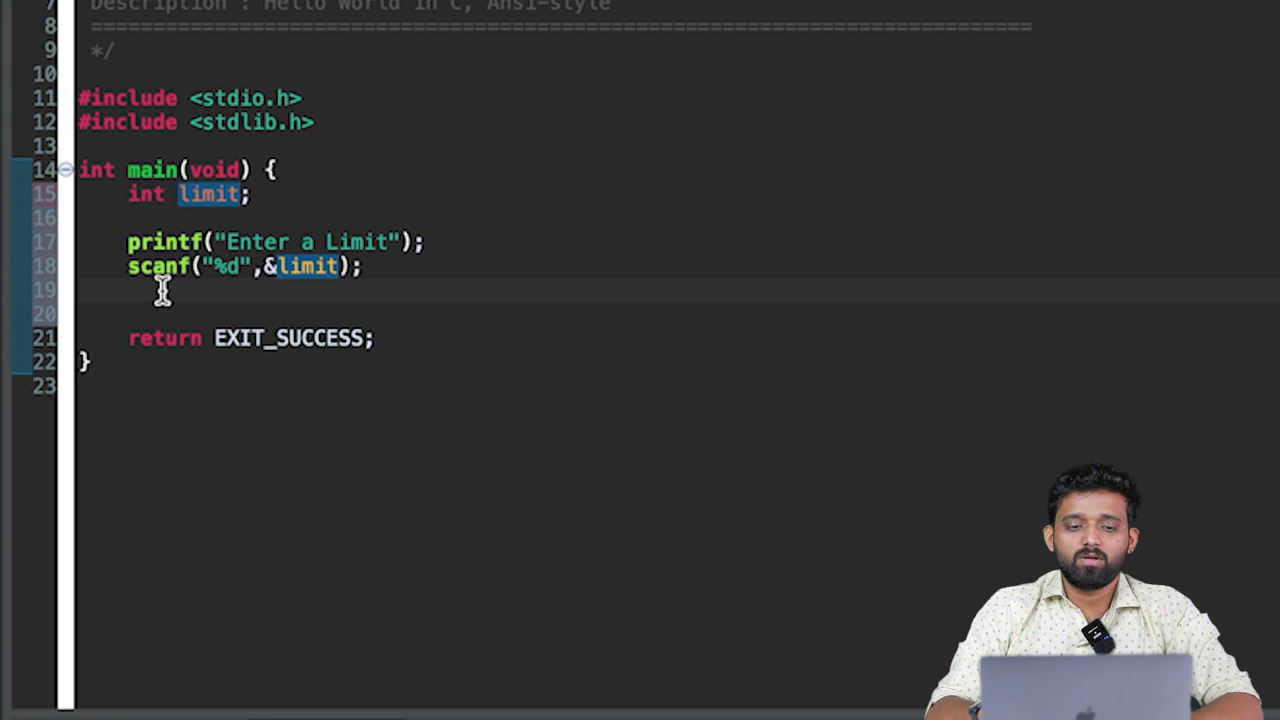 7 Description : Hello World in C, Ansi-style
8 ============================================================================
9 */
10
11 #include <stdio.h>
12 #include <stdlib.h>
13
14 int main(void) {
15 int limit;
16
17 printf("Enter a Limit");
18 scanf("%d",&limit);
19
20
21 return EXIT_SUCCESS;
22 }
23